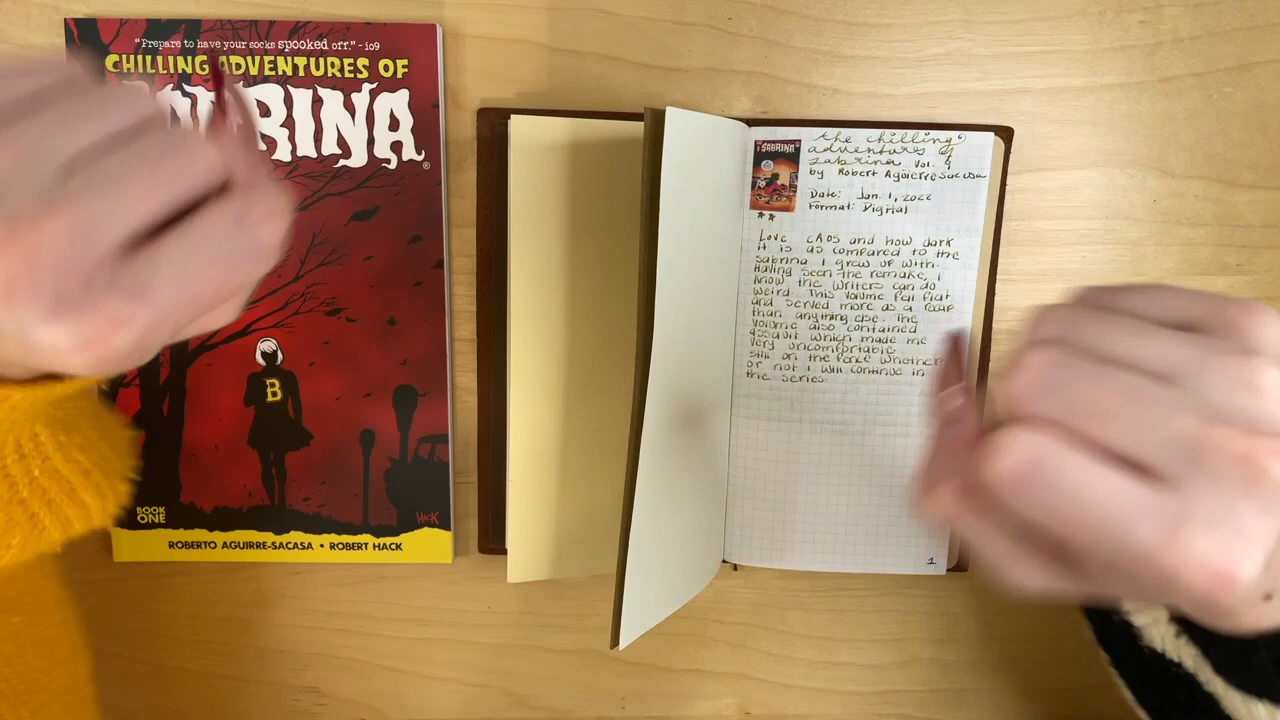 “Prepare to have your socks spooked off.” - io9
CHILLING ADVENTURES OF
SABRINA®
B
BOOK
ONE
HACK
ROBERTO AGUIRRE-SACASA • ROBERT HACK
SABRINA
the chilling
adventures of
sabrina vol. 9
by Robert Agüierre Sacasa
Date: Jan. 1, 2022
Format: Digital
Love CAOS and how dark
it is as compared to the
Sabrina I grew up with.
Having seen the remake, I
know the writers can do
weird. This volume fell flat
and served more as a recap
than anything else. The
volume also contained
assault which made me
very uncomfortable
still on the fence whether
or not I will continue in
the series.
1